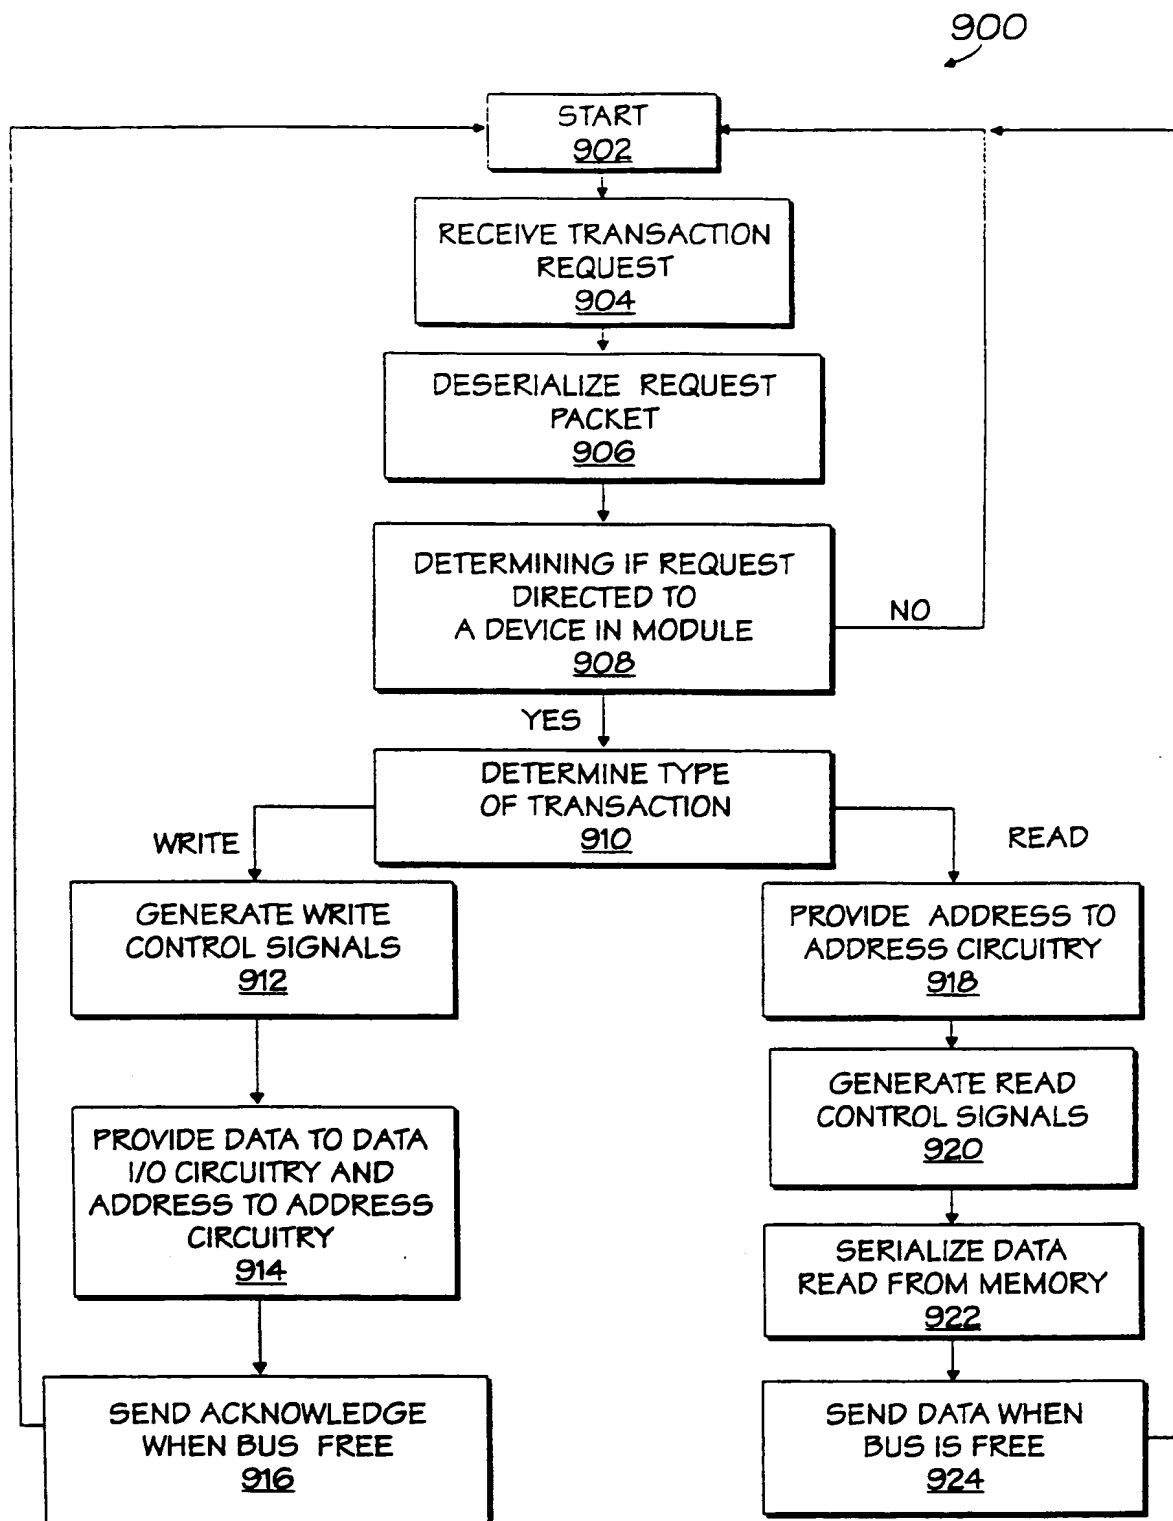 900
START
902
RECEIVE TRANSACTION
REQUEST
904
DESERIALIZE REQUEST
PACKET
906
DETERMINING IF REQUEST
DIRECTED TO
A DEVICE IN MODULE
908
NO
YES
DETERMINE TYPE
OF TRANSACTION
910
WRITE
READ
GENERATE WRITE
CONTROL SIGNALS
912
PROVIDE DATA TO DATA
I/O CIRCUITRY AND
ADDRESS TO ADDRESS
CIRCUITRY
914
SEND ACKNOWLEDGE
WHEN BUS FREE
916
PROVIDE ADDRESS TO
ADDRESS CIRCUITRY
918
GENERATE READ
CONTROL SIGNALS
920
SERIALIZE DATA
READ FROM MEMORY
922
SEND DATA WHEN
BUS IS FREE
924